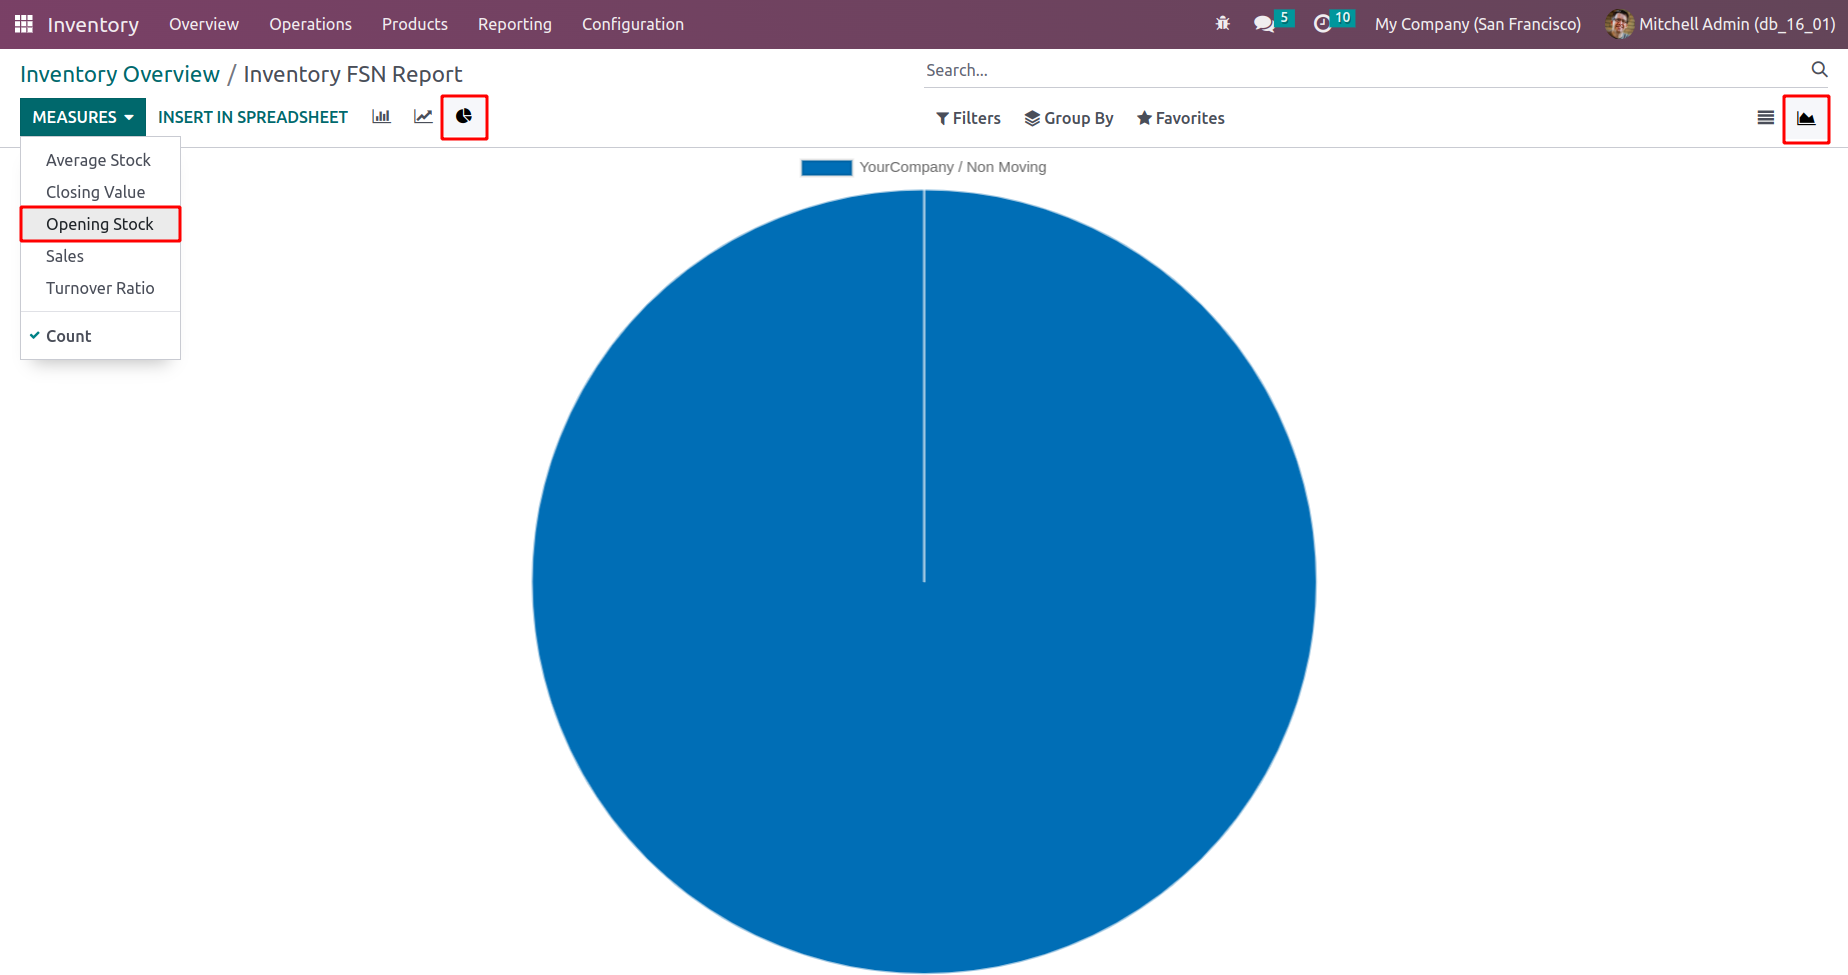 Inventory Overview Operations Products Reporting Configuration 5 10 My Company (San Francisco) Mitchell Admin (db_16_01)
Inventory Overview / Inventory FSN Report
Search...
MEASURES INSERT IN SPREADSHEET Filters Group By Favorites
Average Stock
Closing Value
Opening Stock
Sales
Turnover Ratio
Count
YourCompany / Non Moving